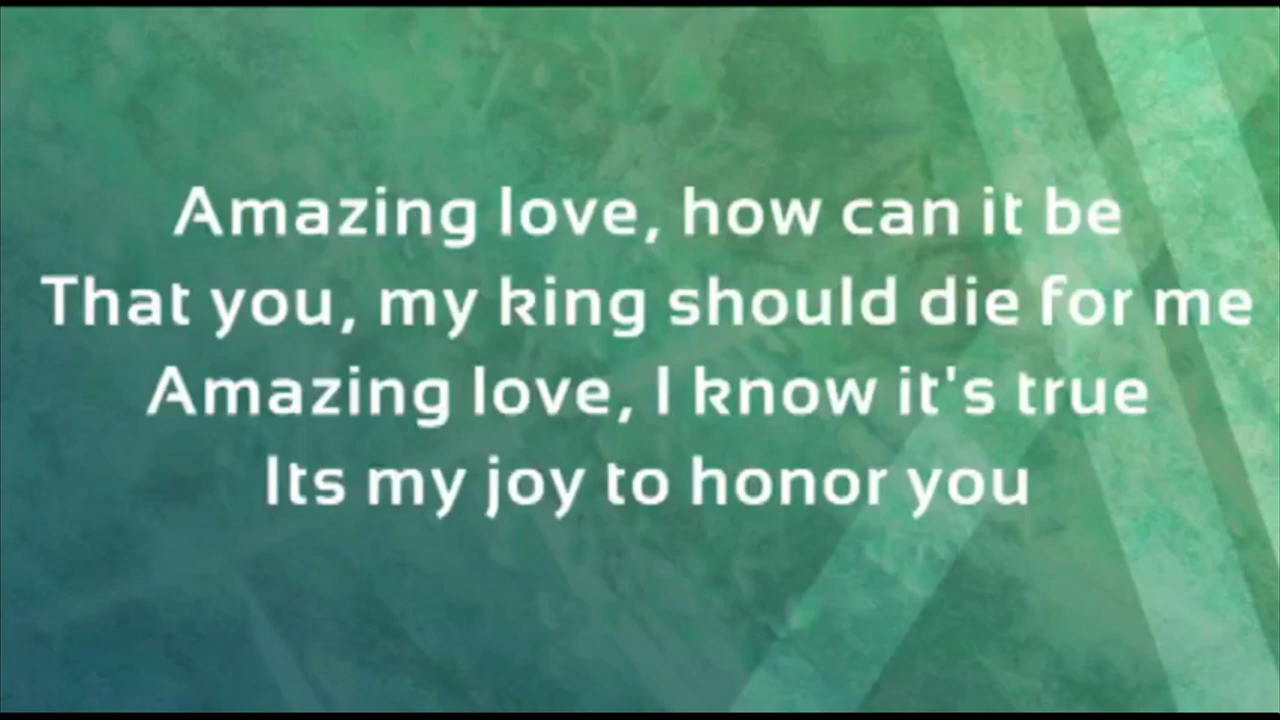 Amazing love, how can it be
That you, my king should die for me
Amazing love, I know it's true
Its my joy to honor you